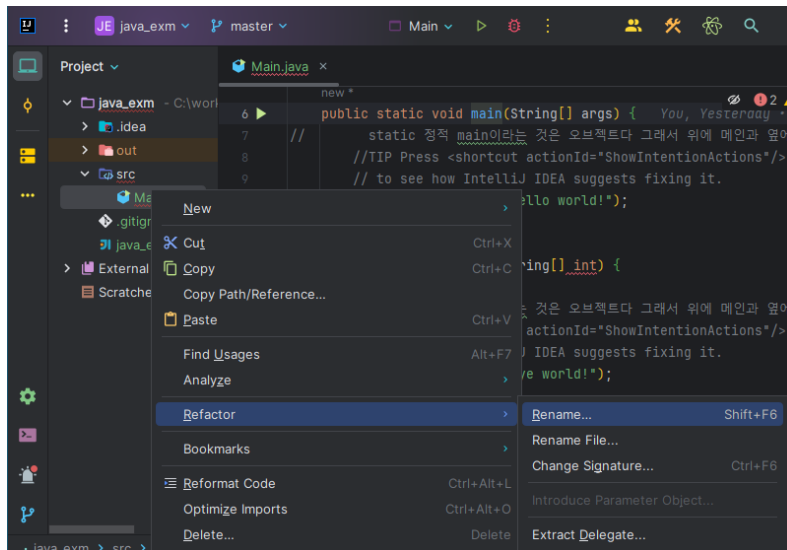 IJ JE java_exm master Main
Project
Main.java
java_exm - C:\worl
.idea
out
src
Ma
.gitigr
java_e
External
Scratche
new *
2
6 public static void main(String[] args) { You, Yesterday •
7 // static 정적 main이라는 것은 오브젝트다 그래서 위에 메인과 옆에
8 //TIP Press <shortcut actionId="ShowIntentionActions"/>
9 // to see how IntelliJ IDEA suggests fixing it.
ello world!");
ring[] int) {
는 것은 오브젝트다 그래서 위에 메인과 옆에
actionId="ShowIntentionActions"/>
J IDEA suggests fixing it.
ve world!");
New
Cut Ctrl+X
Copy Ctrl+C
Copy Path/Reference...
Paste Ctrl+V
Find Usages Alt+F7
Analyze
Refactor
Bookmarks
Reformat Code Ctrl+Alt+L
Optimize Imports Ctrl+Alt+O
Delete... Delete
Rename... Shift+F6
Rename File...
Change Signature... Ctrl+F6
Introduce Parameter Object...
Extract Delegate...
java_exm > src >